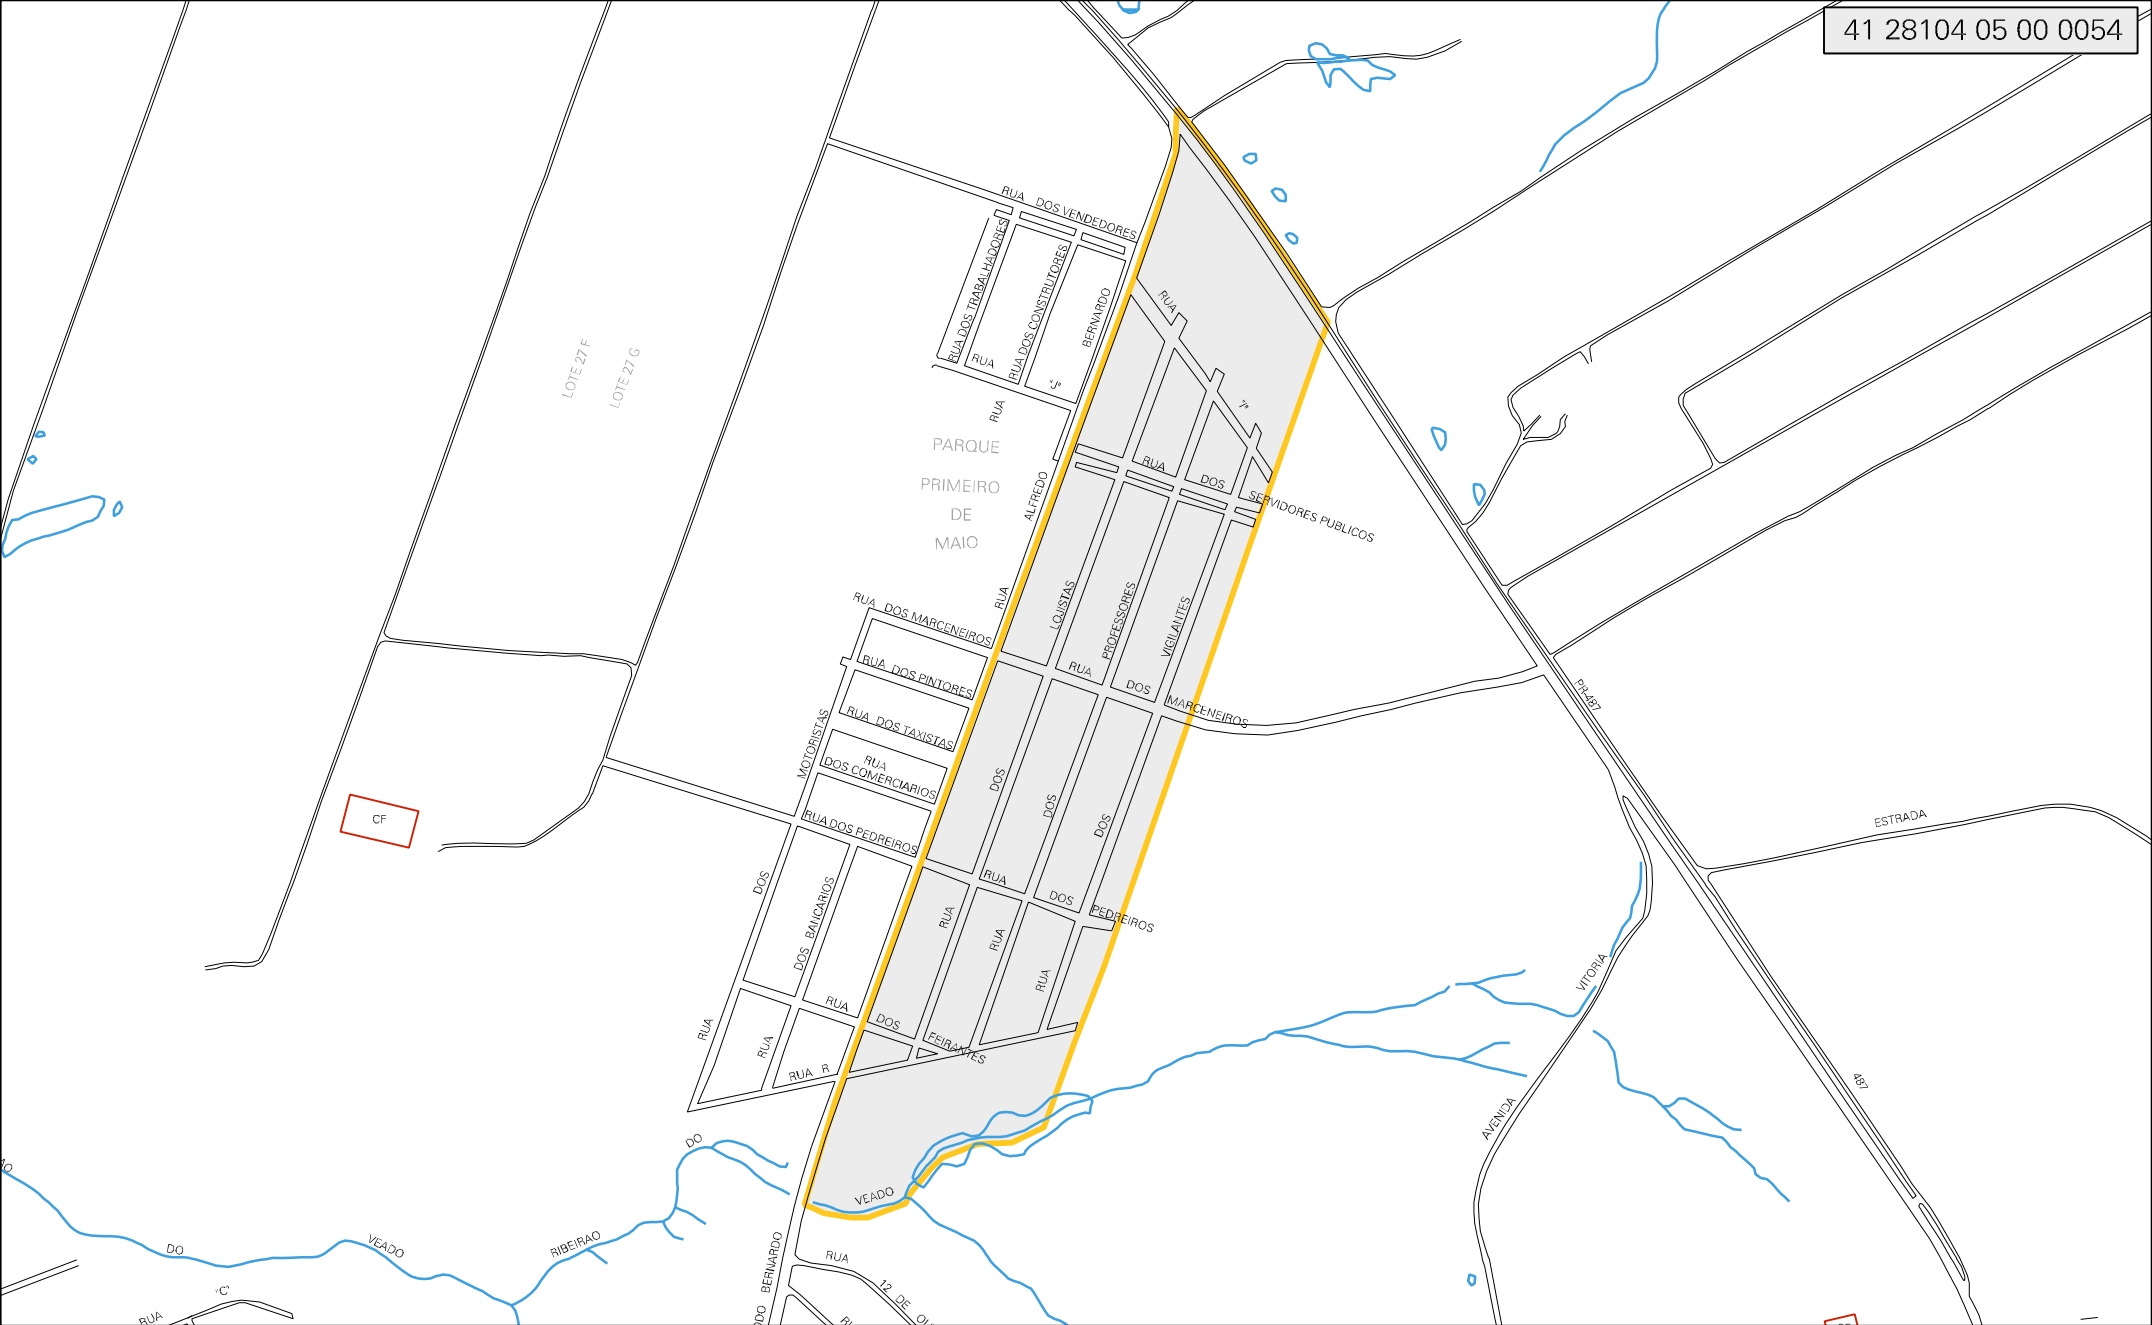 41 28104 05 00 0054
RUA DOS VENDEDORES
RUA DOS TRABALHADORES
RUA DOS CONSTRUTORES
BERNARDO
RUA "J"
RUA
RUA
LOTE 27 F
LOTE 27 G
PARQUE
PRIMEIRO
DE
MAIO
ALFREDO
RUA
RUA DOS
SERVIDORES PUBLICOS
RUA DOS MARCENEIROS
RUA DOS PINTORES
RUA DOS TAXISTAS
RUA
DOS COMERCIARIOS
RUA DOS PEDREIROS
MOTORISTAS
DOS
RUA
LOJISTAS
DOS
RUA
PROFESSORES
DOS
RUA
VIGILANTES
DOS
RUA
RUA DOS MARCENEIROS
CF
PR-487
ESTRADA
RUA DOS PEDREIROS
DOS BANCARIOS
RUA
RUA DOS FEIRANTES
RUA R
VITORIA
AVENIDA
487
DO
VEADO
RIBEIRAO
VEADO
DO
BERNARDO
RUA
12 DE
"C"
RUA